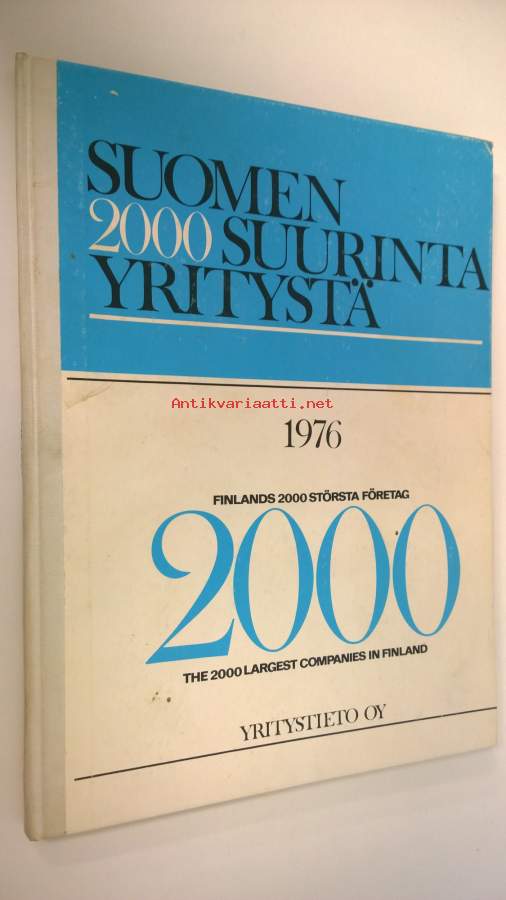 SUOMEN
2000 SUURINTA
YRITYSTÄ
Antikvariaatti.net
1976
FINLANDS 2000 STÖRSTA FÖRETAG
2000
THE 2000 LARGEST COMPANIES IN FINLAND
YRITYSTIETO OY